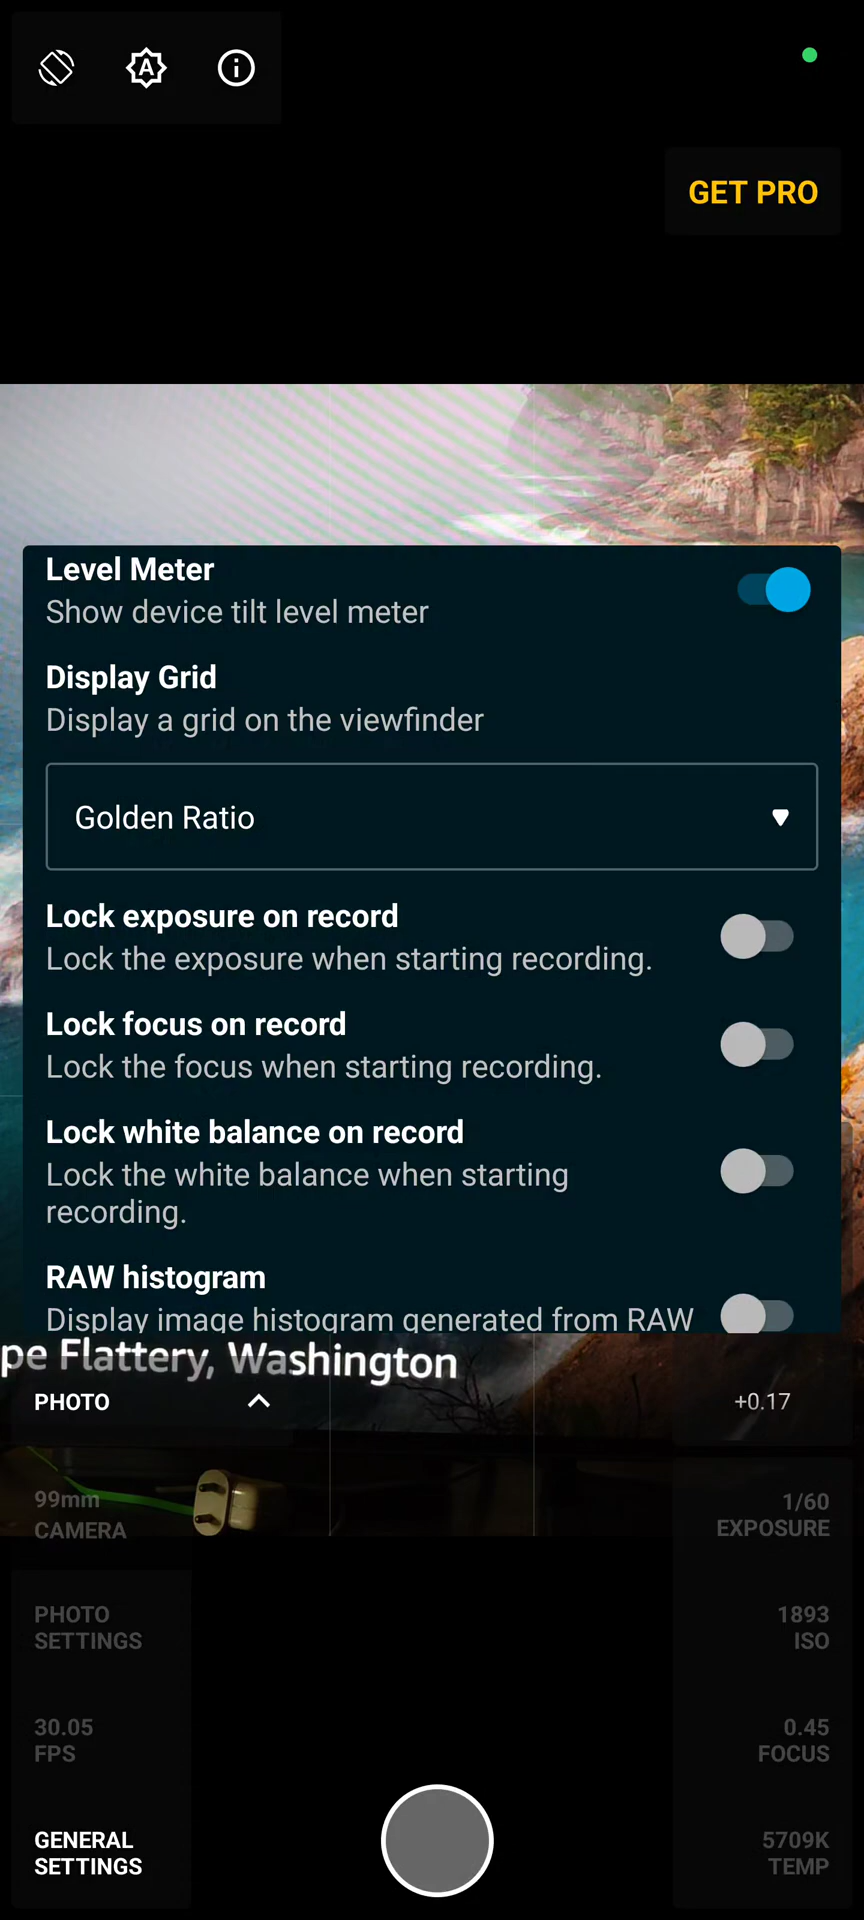 A
GET PRO
Level Meter
Show device tilt level meter
Display Grid
Display a grid on the viewfinder
Golden Ratio
Lock exposure on record
Lock the exposure when starting recording.
Lock focus on record
Lock the focus when starting recording.
Lock white balance on record
Lock the white balance when starting
recording.
RAW histogram
Display image histogram generated from RAW
pe Flattery, Washington
PHOTO
+0.17
99mm
CAMERA
1/60
EXPOSURE
PHOTO
SETTINGS
1893
ISO
30.05
FPS
0.45
FOCUS
GENERAL
SETTINGS
5709K
TEMP